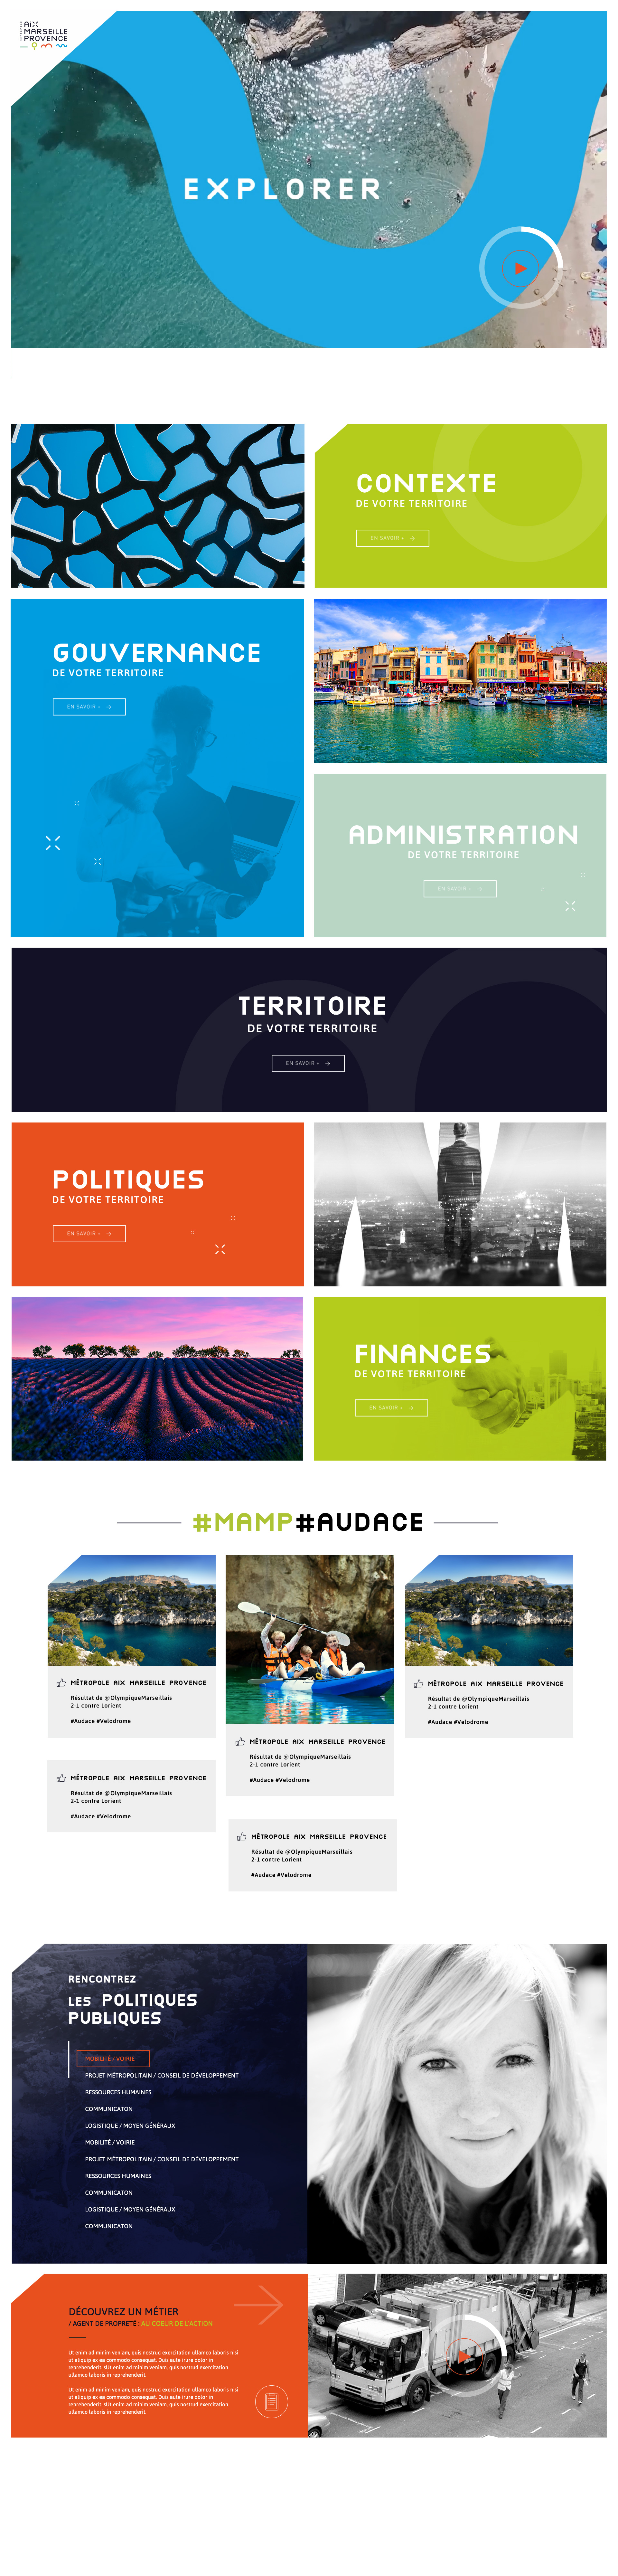 AiX
MARSEiLLE
PROVENCE
EXPLORER
CONTEXTE
DE VOTRE TERRITOIRE
EN SAVOIR + →
GOUVERNANCE
DE VOTRE TERRITOIRE
EN SAVOIR + →
ADMINISTRATION
DE VOTRE TERRITOIRE
EN SAVOIR + →
TERRITOIRE
DE VOTRE TERRITOIRE
EN SAVOIR + →
POLITIQUES
DE VOTRE TERRITOIRE
EN SAVOIR + →
FINANCES
DE VOTRE TERRITOIRE
EN SAVOIR + →
#MAMP#AUDACE
MÉTROPOLE AIX MARSEILLE PROVENCE
Résultat de @OlympiqueMarseillais
2-1 contre Lorient
#Audace #Velodrome
MÉTROPOLE AIX MARSEILLE PROVENCE
Résultat de @OlympiqueMarseillais
2-1 contre Lorient
#Audace #Velodrome
MÉTROPOLE AIX MARSEILLE PROVENCE
Résultat de @OlympiqueMarseillais
2-1 contre Lorient
#Audace #Velodrome
MÉTROPOLE AIX MARSEILLE PROVENCE
Résultat de @OlympiqueMarseillais
2-1 contre Lorient
#Audace #Velodrome
MÉTROPOLE AIX MARSEILLE PROVENCE
Résultat de @OlympiqueMarseillais
2-1 contre Lorient
#Audace #Velodrome
RENCONTREZ
LES POLITIQUES
PUBLIQUES
MOBILITÉ / VOIRIE
PROJET MÉTROPOLITAIN / CONSEIL DE DÉVELOPPEMENT
RESSOURCES HUMAINES
COMMUNICATON
LOGISTIQUE / MOYEN GÉNÉRAUX
MOBILITÉ / VOIRIE
PROJET MÉTROPOLITAIN / CONSEIL DE DÉVELOPPEMENT
RESSOURCES HUMAINES
COMMUNICATON
LOGISTIQUE / MOYEN GÉNÉRAUX
COMMUNICATON
DÉCOUVREZ UN MÉTIER
/ AGENT DE PROPRETÉ : AU COEUR DE L'ACTION
Ut enim ad minim veniam, quis nostrud exercitation ullamco laboris nisi
ut aliquip ex ea commodo consequat. Duis aute irure dolor in
reprehenderit. sUt enim ad minim veniam, quis nostrud exercitation
ullamco laboris in reprehenderit.
Ut enim ad minim veniam, quis nostrud exercitation ullamco laboris nisi
ut aliquip ex ea commodo consequat. Duis aute irure dolor in
reprehenderit. sUt enim ad minim veniam, quis nostrud exercitation
ullamco laboris in reprehenderit.